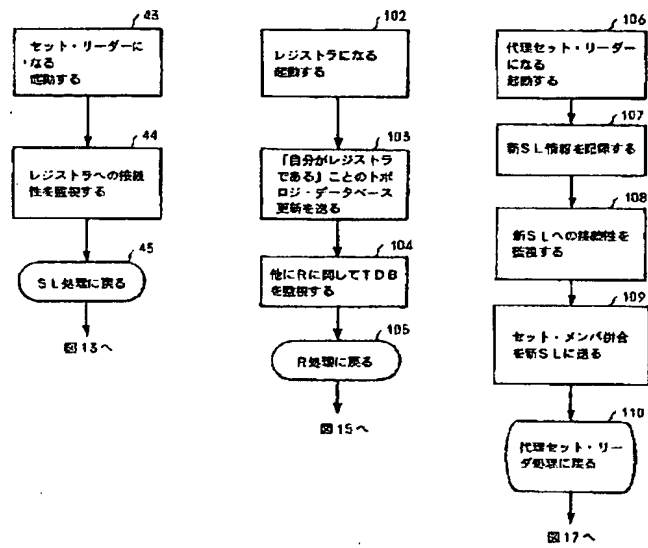 43
セット・リーダーに
なる
起動する
44
レジストラへの接続
性を監視する
45
SL処理に戻る
図13へ
102
レジストラになる
起動する
103
「自分がレジストラ
である」ことのトポ
ロジ・データベース
更新を送る
104
他にRに関してTDB
を監視する
105
R処理に戻る
図15へ
106
代理セット・リーダー
になる
起動する
107
新SL情報を記録する
108
新SLへの接続性を
監視する
109
セット・メンバ併合
を新SLに送る
110
代理セット・リー
ダ処理に戻る
図17へ